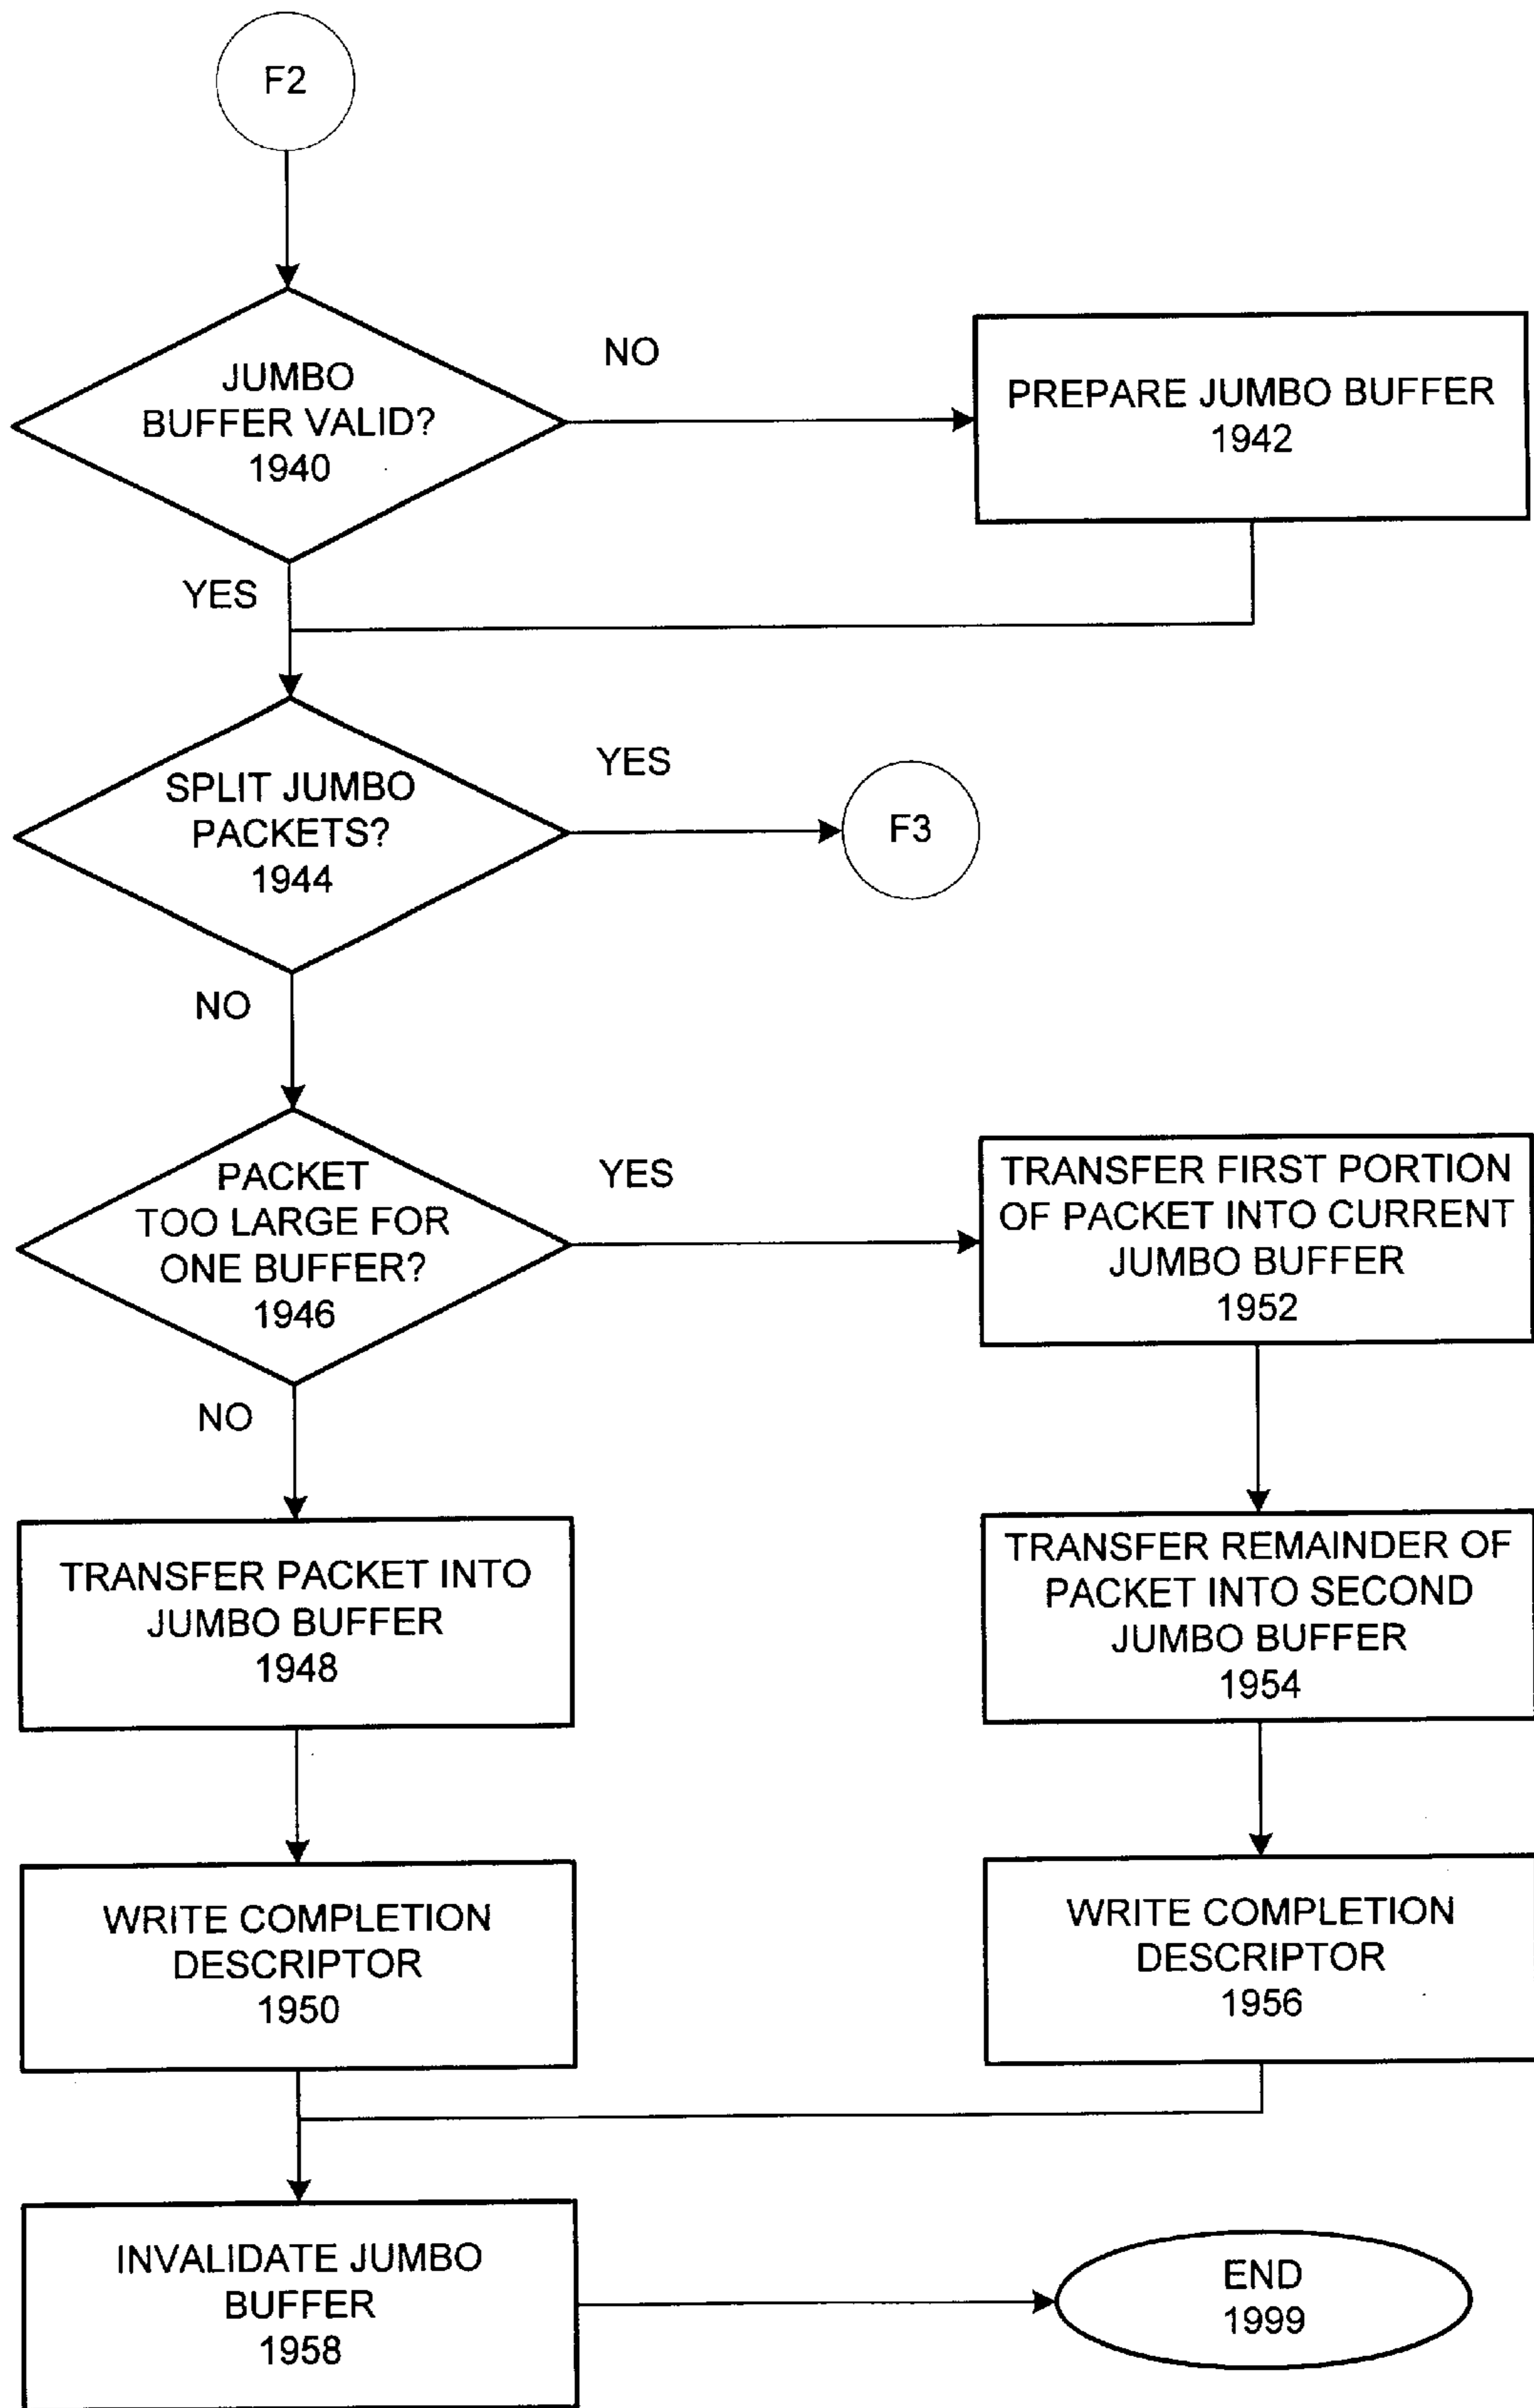 F2
JUMBO
BUFFER VALID?
1940
NO
PREPARE JUMBO BUFFER
1942
YES
SPLIT JUMBO
PACKETS?
1944
YES
F3
NO
PACKET
TOO LARGE FOR
ONE BUFFER?
1946
YES
TRANSFER FIRST PORTION
OF PACKET INTO CURRENT
JUMBO BUFFER
1952
NO
TRANSFER PACKET INTO
JUMBO BUFFER
1948
TRANSFER REMAINDER OF
PACKET INTO SECOND
JUMBO BUFFER
1954
WRITE COMPLETION
DESCRIPTOR
1950
WRITE COMPLETION
DESCRIPTOR
1956
INVALIDATE JUMBO
BUFFER
1958
END
1999